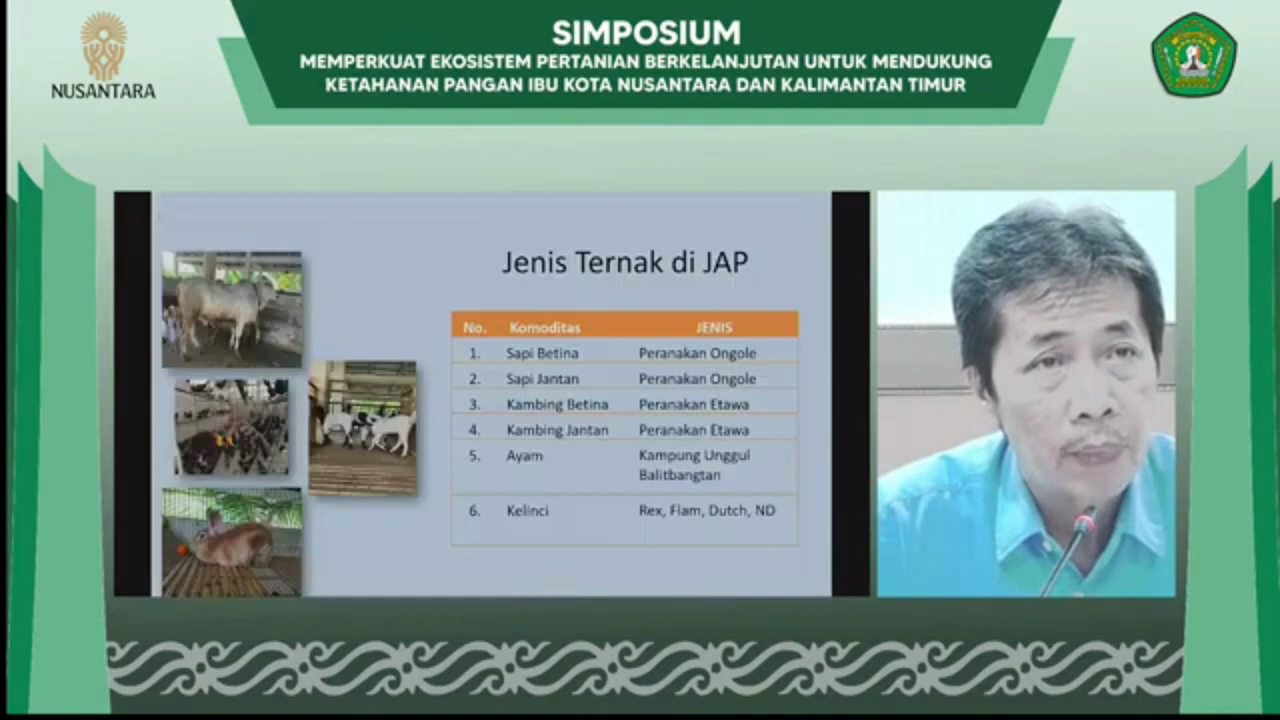 SIMPOSIUM
MEMPERKUAT EKOSISTEM PERTANIAN BERKELANJUTAN UNTUK MENDUKUNG
KETAHANAN PANGAN IBU KOTA NUSANTARA DAN KALIMANTAN TIMUR
NUSANTARA
Jenis Ternak di JAP
No. Komoditas JENIS
1. Sapi Betina Peranakan Ongole
2. Sapi Jantan Peranakan Ongole
3. Kambing Betina Peranakan Etawa
4. Kambing Jantan Peranakan Etawa
5. Ayam Kampung Unggul
Balitbangtan
6. Kelinci Rex, Flam, Dutch, ND